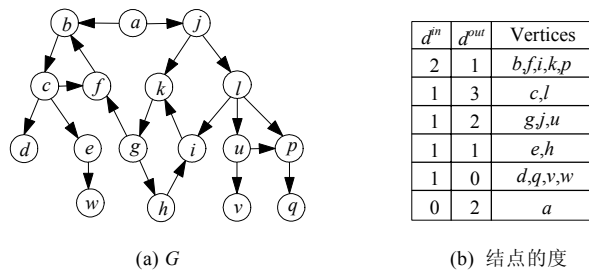 b a j
c f k l
d e g i u p
w h v q
d^in d^out Vertices
2 1 b,f,i,k,p
1 3 c,l
1 2 g,j,u
1 1 e,h
1 0 d,q,v,w
0 2 a
(a) G
(b) 结点的度